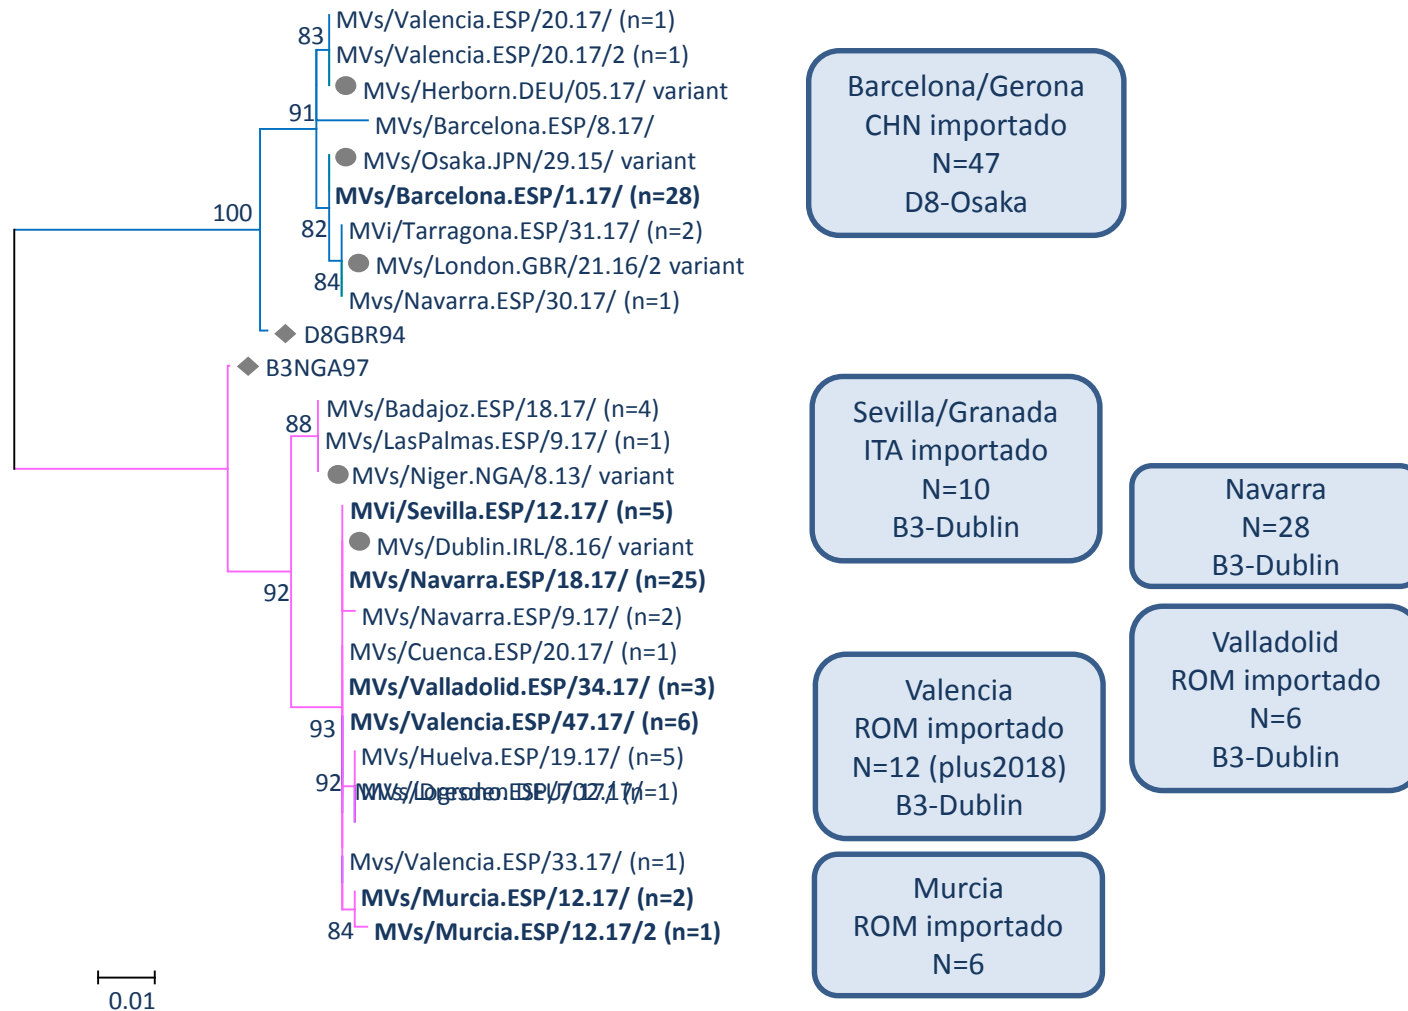 MVs/Valencia.ESP/20.17/ (n=1)
83
MVs/Valencia.ESP/20.17/2 (n=1)
MVs/Herborn.DEU/05.17/ variant
91
MVs/Barcelona.ESP/8.17/
MVs/Osaka.JPN/29.15/ variant
MVs/Barcelona.ESP/1.17/ (n=28)
100
82
MVi/Tarragona.ESP/31.17/ (n=2)
MVs/London.GBR/21.16/2 variant
84
Mvs/Navarra.ESP/30.17/ (n=1)
D8GBR94
B3NGA97
MVs/Badajoz.ESP/18.17/ (n=4)
88
MVs/LasPalmas.ESP/9.17/ (n=1)
MVs/Niger.NGA/8.13/ variant
MVi/Sevilla.ESP/12.17/ (n=5)
MVs/Dublin.IRL/8.16/ variant
MVs/Navarra.ESP/18.17/ (n=25)
92
MVs/Navarra.ESP/9.17/ (n=2)
MVs/Cuenca.ESP/20.17/ (n=1)
MVs/Valladolid.ESP/34.17/ (n=3)
MVs/Valencia.ESP/47.17/ (n=6)
93
MVs/Huelva.ESP/19.17/ (n=5)
92
Mvs/Valencia.ESP/33.17/ (n=1)
MVs/Murcia.ESP/12.17/ (n=2)
84
MVs/Murcia.ESP/12.17/2 (n=1)
0.01
Barcelona/Gerona
CHN importado
N=47
D8-Osaka
Sevilla/Granada
ITA importado
N=10
B3-Dublin
Navarra
N=28
B3-Dublin
Valladolid
ROM importado
N=6
B3-Dublin
Valencia
ROM importado
N=12 (plus2018)
B3-Dublin
Murcia
ROM importado
N=6